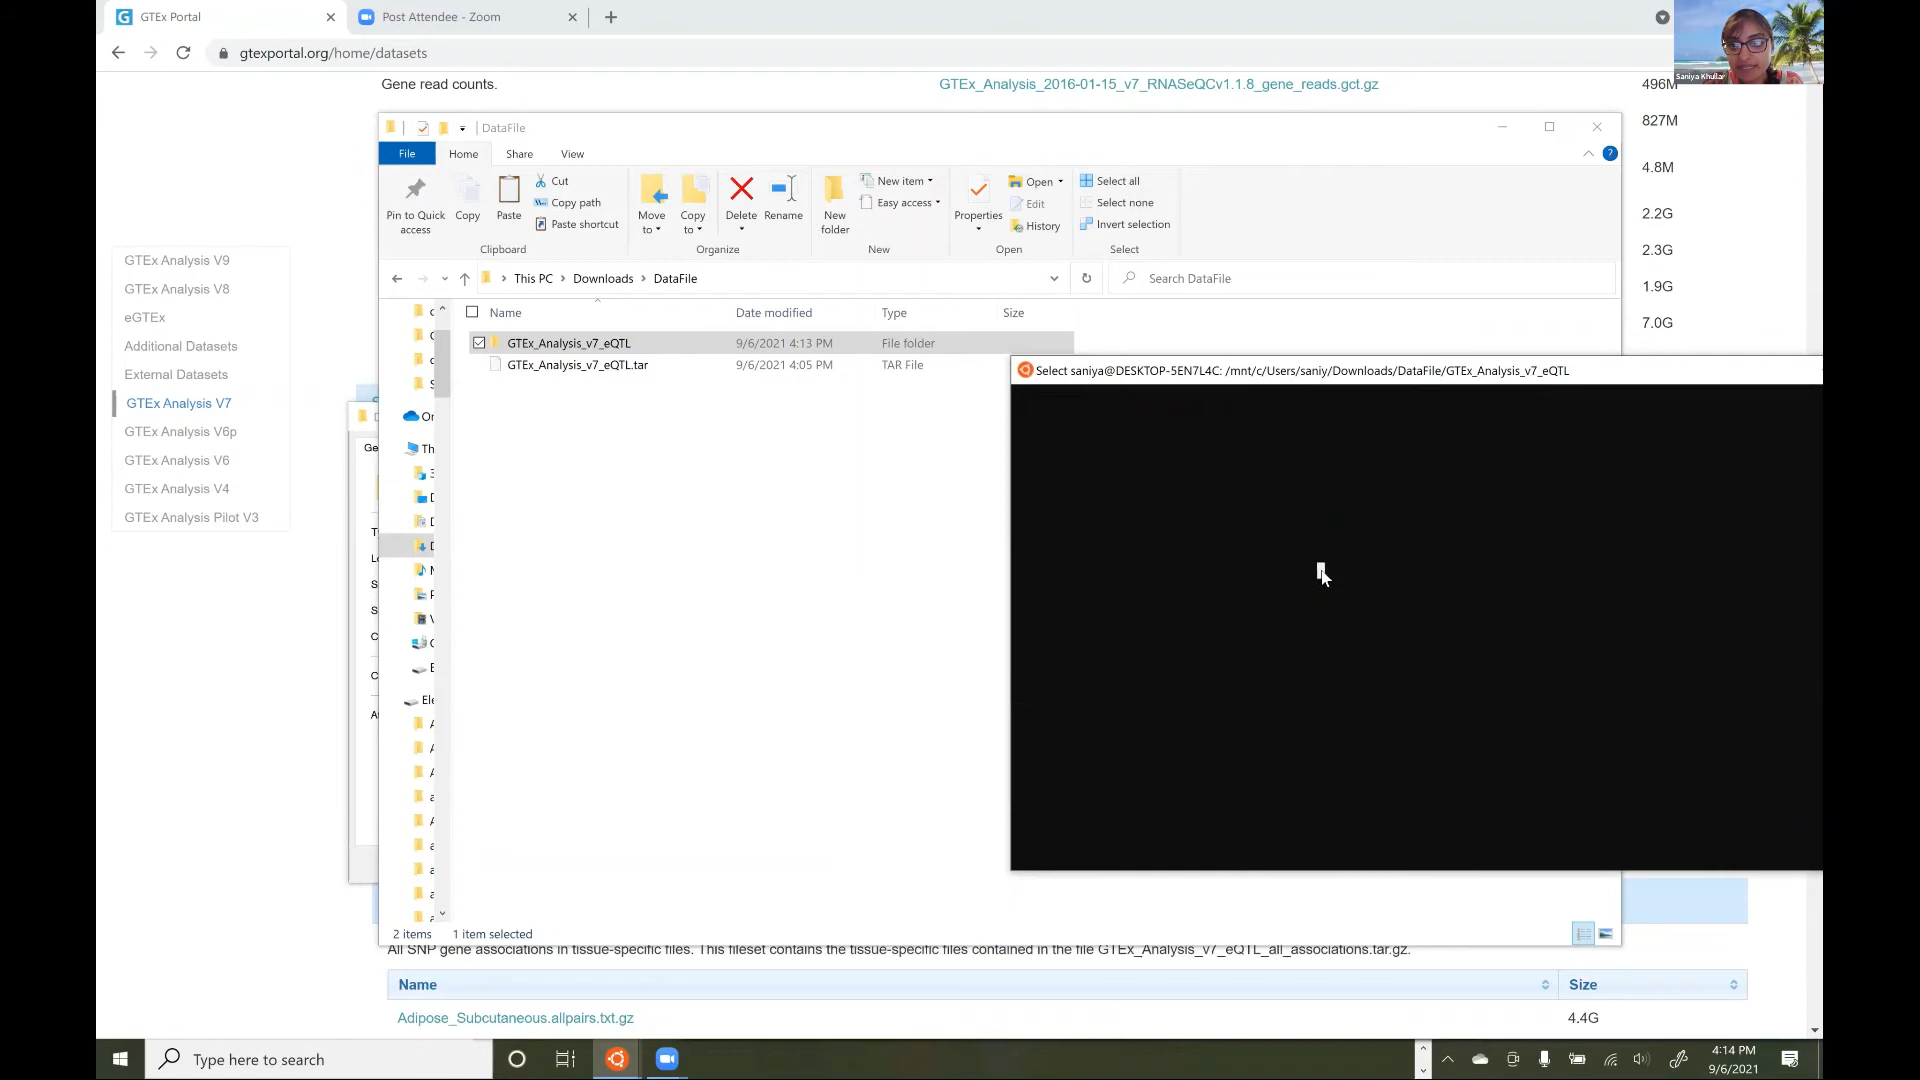 GTEx Portal
Post Attendee - Zoom
gtexportal.org/home/datasets
Saniya Khullar
Gene read counts.
GTEx_Analysis_2016-01-15_v7_RNASeQCv1.1.8_gene_reads.gct.gz
496M
827M
4.8M
2.2G
2.3G
1.9G
7.0G
GTEx Analysis V9
GTEx Analysis V8
eGTEx
Additional Datasets
External Datasets
GTEx Analysis V7
GTEx Analysis V6p
GTEx Analysis V6
GTEx Analysis V4
GTEx Analysis Pilot V3
DataFile
File Home Share View
Pin to Quick access
Copy
Paste
Cut
Copy path
Paste shortcut
Clipboard
Move to
Copy to
Delete
Rename
Organize
New folder
New item
Easy access
New
Properties
Open
Edit
History
Open
Select all
Select none
Invert selection
Select
This PC > Downloads > DataFile
Search DataFile
Name Date modified Type Size
GTEx_Analysis_v7_eQTL 9/6/2021 4:13 PM File folder
GTEx_Analysis_v7_eQTL.tar 9/6/2021 4:05 PM TAR File
Select saniya@DESKTOP-5EN7L4C: /mnt/c/Users/saniy/Downloads/DataFile/GTEx_Analysis_v7_eQTL
2 items 1 item selected
All SNP gene associations in tissue-specific files. This fileset contains the tissue-specific files contained in the file GTEx_Analysis_v7_eQTL_all_associations.tar.gz.
Name Size
Adipose_Subcutaneous.allpairs.txt.gz 4.4G
Type here to search
4:14 PM
9/6/2021